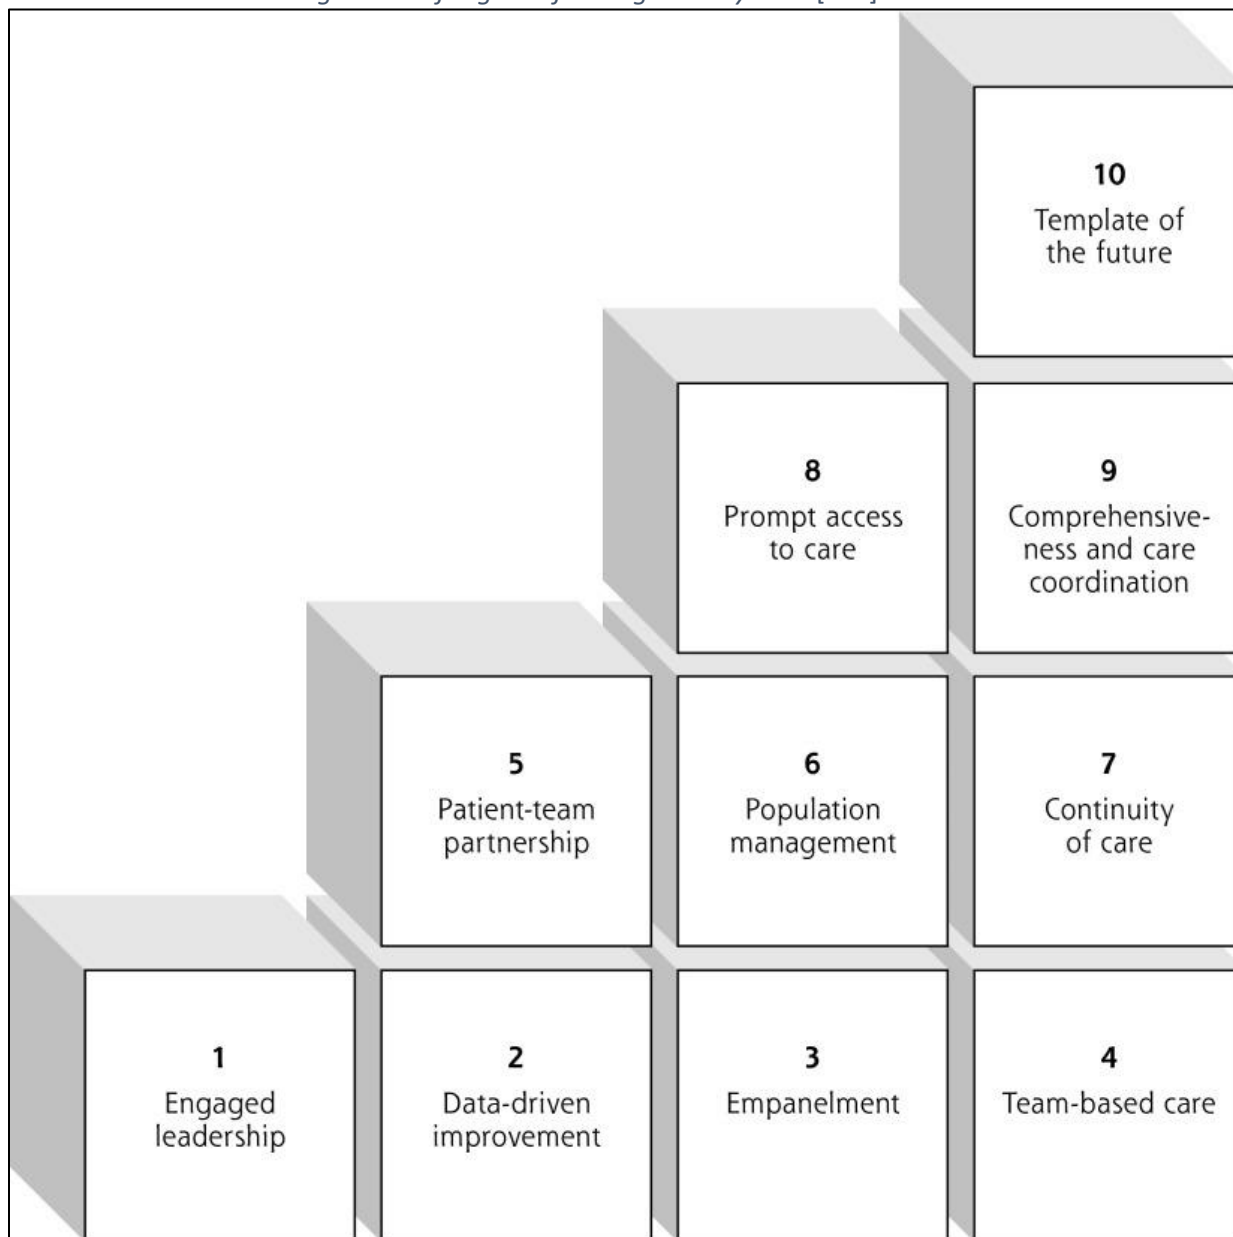 10
Template of
the future
8
Prompt access
to care
9
Comprehensive-
ness and care
coordination
5
Patient-team
partnership
6
Population
management
7
Continuity
of care
1
Engaged
leadership
2
Data-driven
improvement
3
Empanelment
4
Team-based care